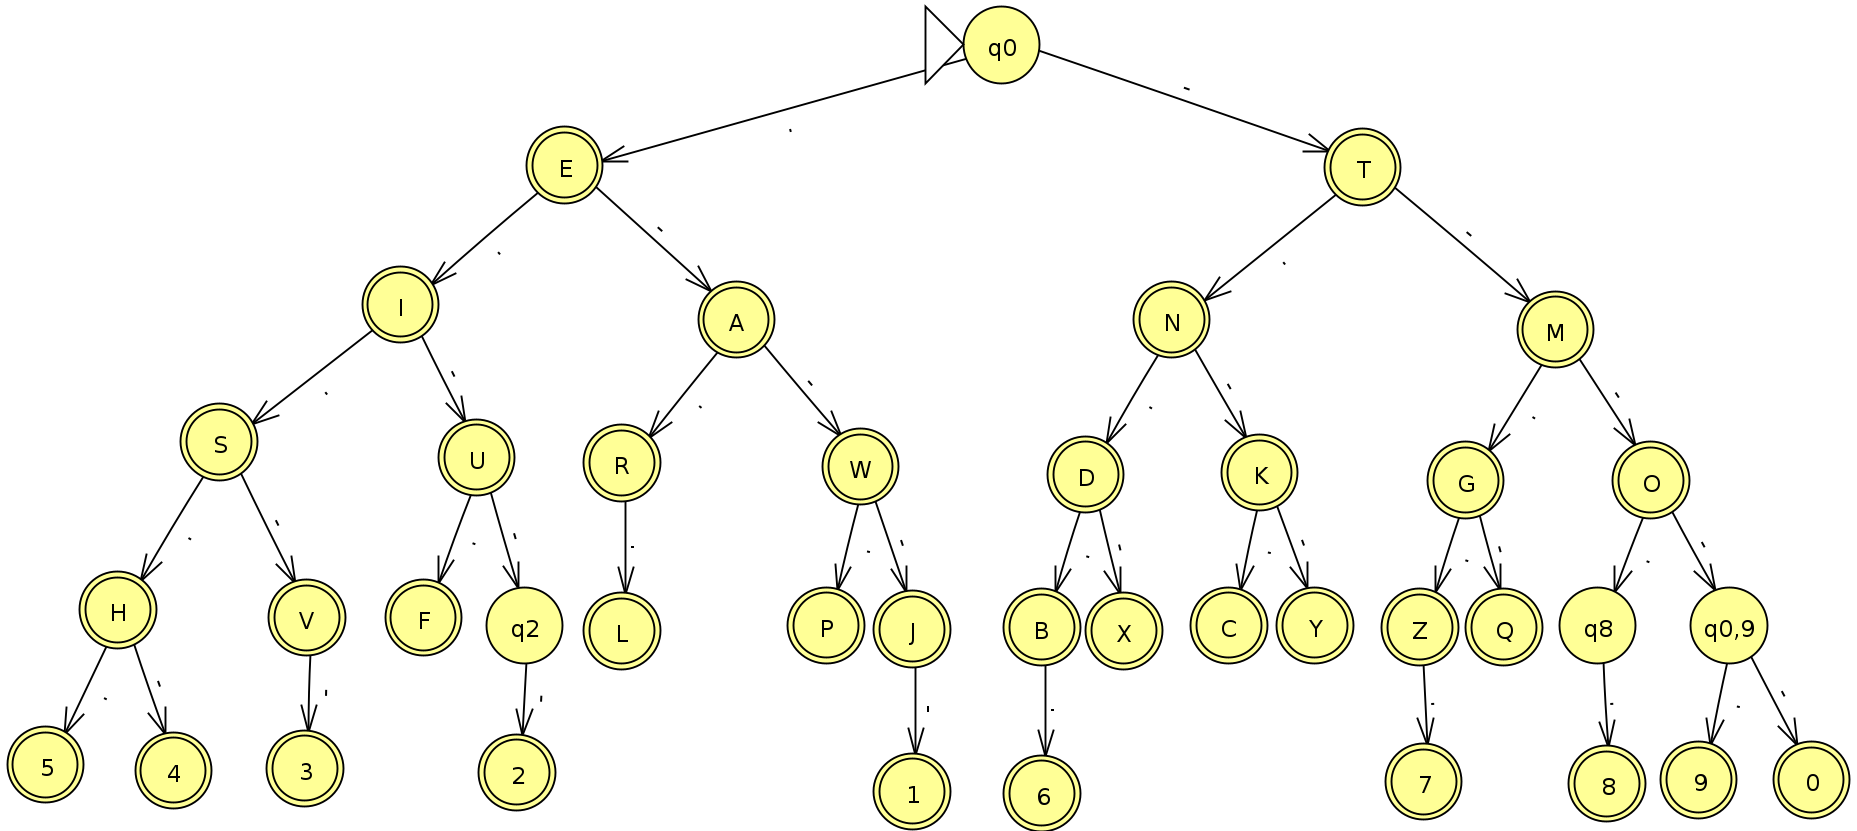 q0
.
-
E
T
.
-
.
-
I
A
N
M
.
-
.
-
.
-
.
-
S
U
R
W
D
K
G
O
.
-
.
-
.
.
-
.
-
.
-
.
-
.
-
H
V
F
q2
L
P
J
B
X
C
Y
Z
Q
q8
q0,9
.
-
-
-
-
.
.
.
.
-
5
4
3
2
1
6
7
8
9
0